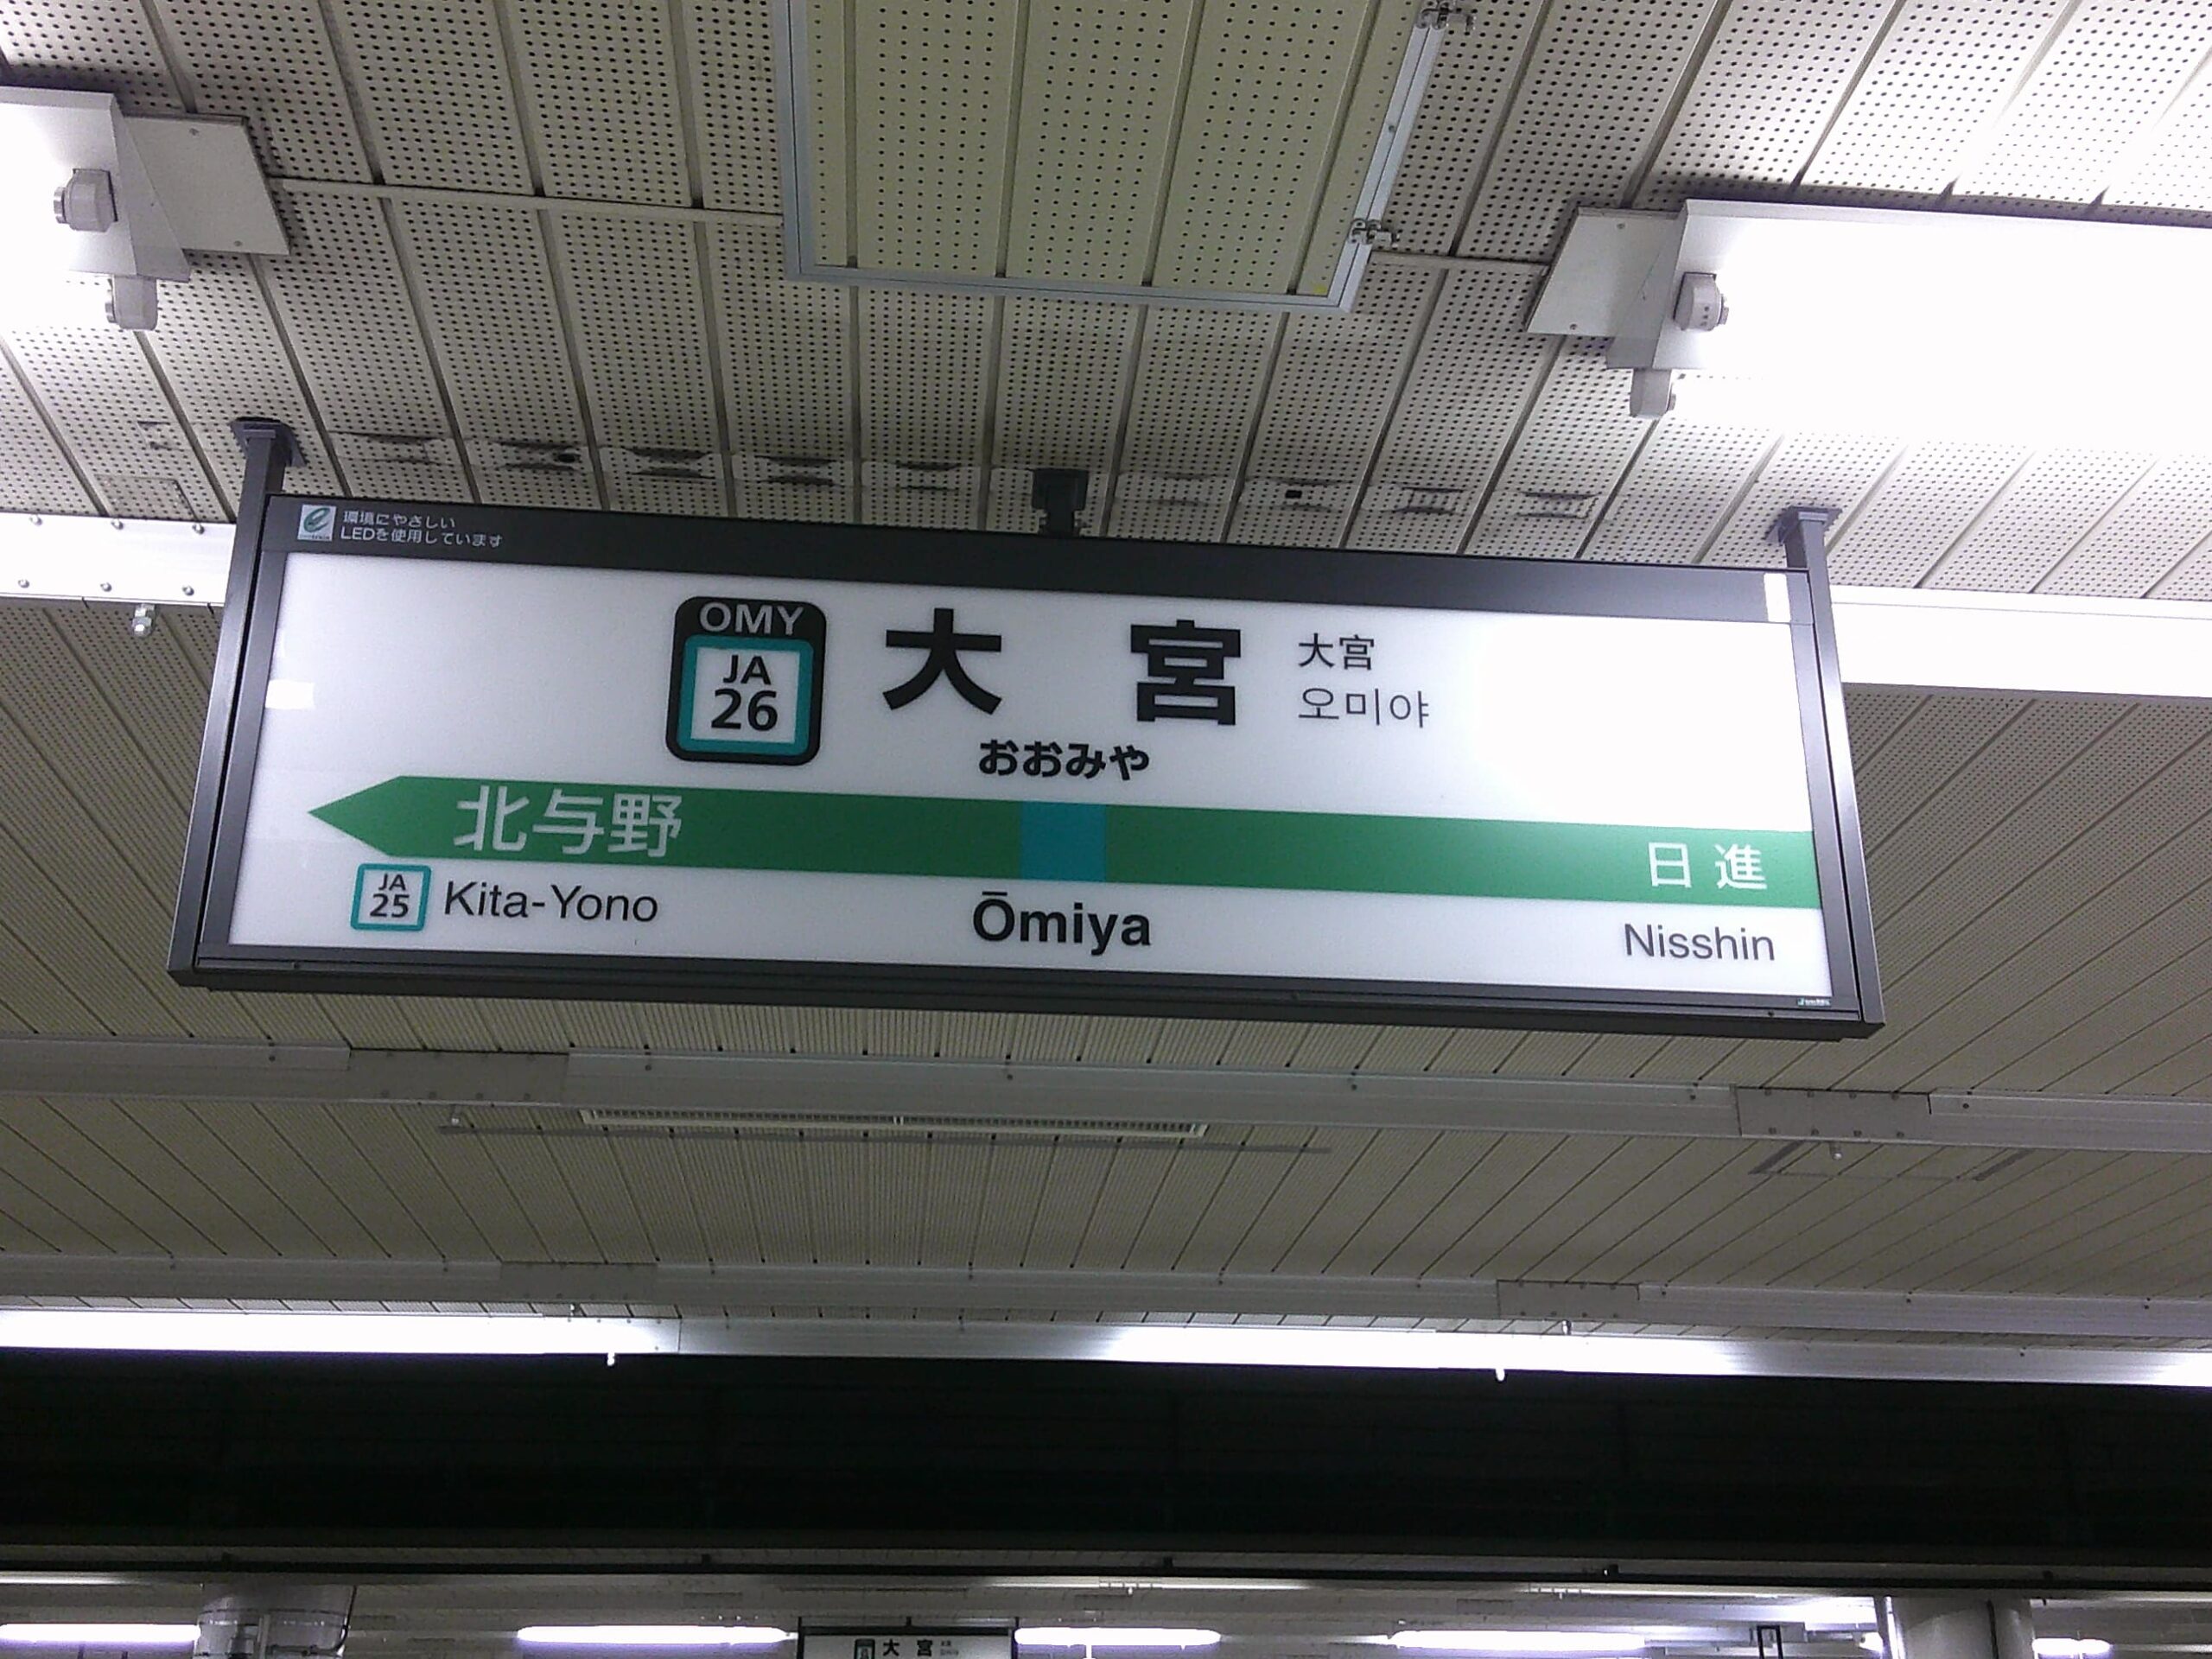 環境にやさしい
LEDを使用しています
OMY
JA
26
大宮
大宮
오미야
おおみや
北与野
日進
JA
25
Kita-Yono
Ōmiya
Nisshin
大宮